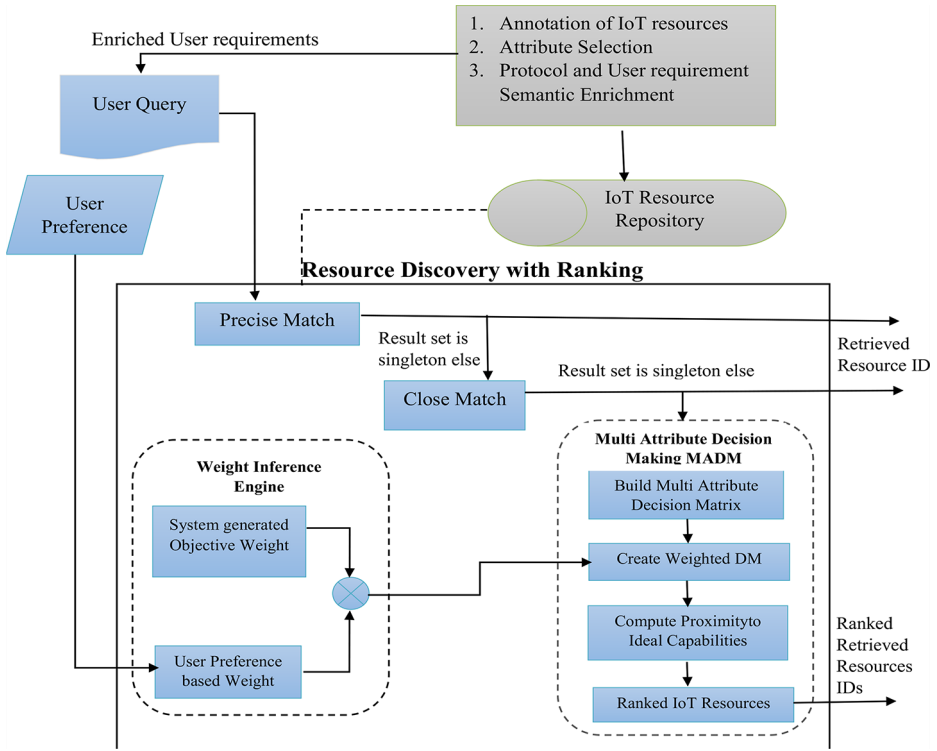 1. Annotation of IoT resources
2. Attribute Selection
3. Protocol and User requirement
Semantic Enrichment
Enriched User requirements
User Query
User
Preference
IoT Resource
Repository
Resource Discovery with Ranking
Precise Match
Result set is
singleton else
Retrieved
Resource ID
Close Match
Result set is singleton else
Weight Inference
Engine
System generated
Objective Weight
User Preference
based Weight
Multi Attribute Decision
Making MADM
Build Multi Attribute
Decision Matrix
Create Weighted DM
Compute Proximityto
Ideal Capabilities
Ranked IoT Resources
Ranked
Retrieved
Resources
IDs